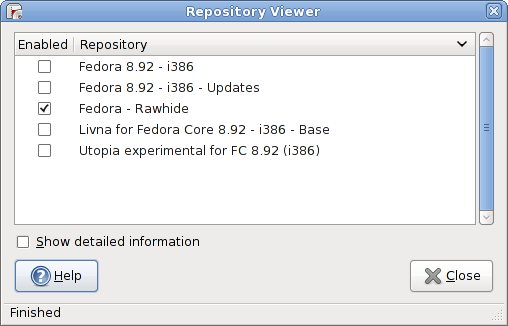 Repository Viewer
Enabled Repository
Fedora 8.92 - i386
Fedora 8.92 - i386 - Updates
Fedora - Rawhide
Livna for Fedora Core 8.92 - i386 - Base
Utopia experimental for FC 8.92 (i386)
Show detailed information
Help Close
Finished